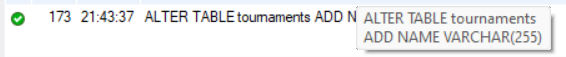 173 21:43:37 ALTER TABLE tournaments ADD N
ALTER TABLE tournaments
ADD NAME VARCHAR(255)